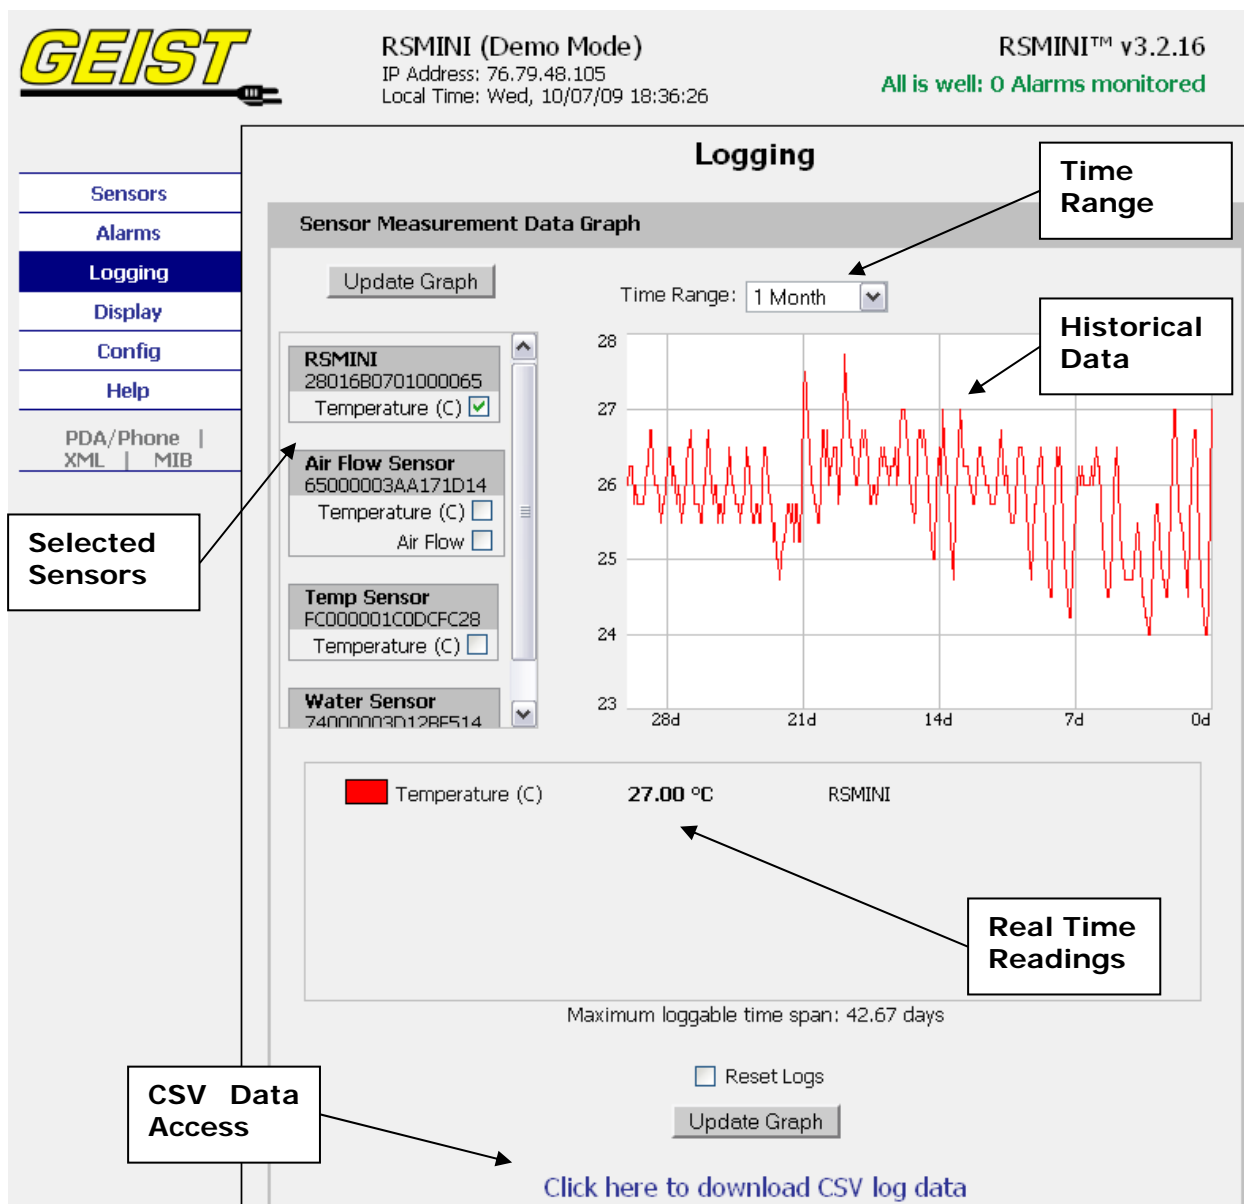 GEIST
RSMINI (Demo Mode)
IP Address: 76.79.48.105
Local Time: Wed, 10/07/09 18:36:26
RSMINI™ v3.2.16
All is well: 0 Alarms monitored
Sensors
Alarms
Logging
Display
Config
Help
PDA/Phone |
XML | MIB
Logging
Time
Range
Sensor Measurement Data Graph
Update Graph
Time Range: 1 Month
RSMINI
28016B0701000065
Temperature (C)
Air Flow Sensor
65000003AA171D14
Temperature (C)
Air Flow
Temp Sensor
FC000001C0DCFC28
Temperature (C)
Water Sensor
74000003D12BF514
Selected
Sensors
Historical
Data
28
27
26
25
24
23
28d 21d 14d 7d 0d
Temperature (C) 27.00 °C RSMINI
Real Time
Readings
Maximum loggable time span: 42.67 days
Reset Logs
Update Graph
CSV Data
Access
Click here to download CSV log data